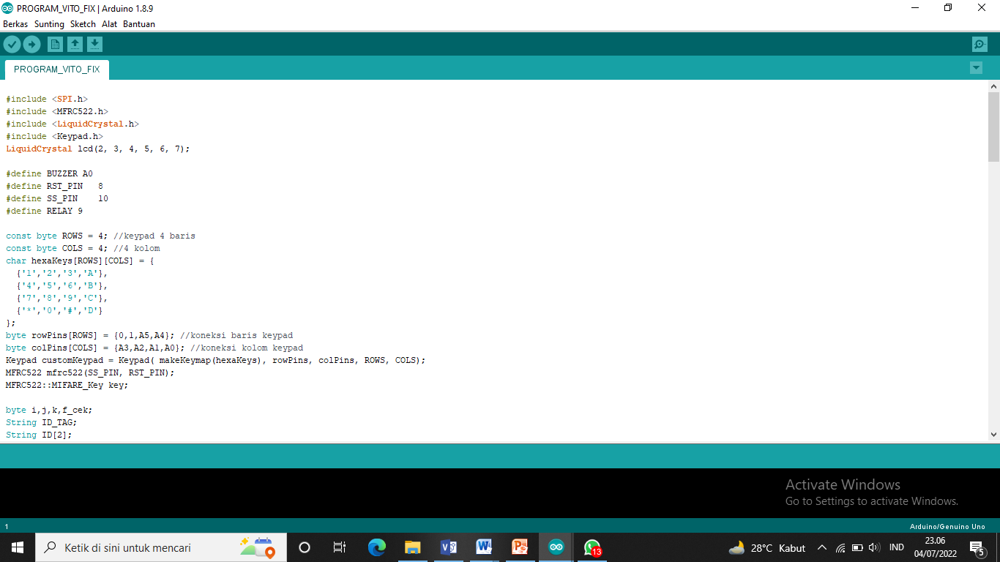 PROGRAM_VITO_FIX | Arduino 1.8.9
Berkas Sunting Sketch Alat Bantuan
PROGRAM_VITO_FIX
#include <SPI.h>
#include <MFRC522.h>
#include <LiquidCrystal.h>
#include <Keypad.h>
LiquidCrystal lcd(2, 3, 4, 5, 6, 7);
#define BUZZER A0
#define RST_PIN   8
#define SS_PIN    10
#define RELAY 9
const byte ROWS = 4; //keypad 4 baris
const byte COLS = 4; //4 kolom
char hexaKeys[ROWS][COLS] = {
  {'1','2','3','A'},
  {'4','5','6','B'},
  {'7','8','9','C'},
  {'*','0','#','D'}
};
byte rowPins[ROWS] = {0,1,A5,A4}; //koneksi baris keypad
byte colPins[COLS] = {A3,A2,A1,A0}; //koneksi kolom keypad
Keypad customKeypad = Keypad( makeKeymap(hexaKeys), rowPins, colPins, ROWS, COLS);
MFRC522 mfrc522(SS_PIN, RST_PIN);
MFRC522::MIFARE_Key key;
byte i,j,k,f_cek;
String ID_TAG;
String ID[2];
Activate Windows
Go to Settings to activate Windows.
1
Arduino/Genuino Uno
Ketik di sini untuk mencari
13
28°C Kabut
IND
23.06
04/07/2022
5